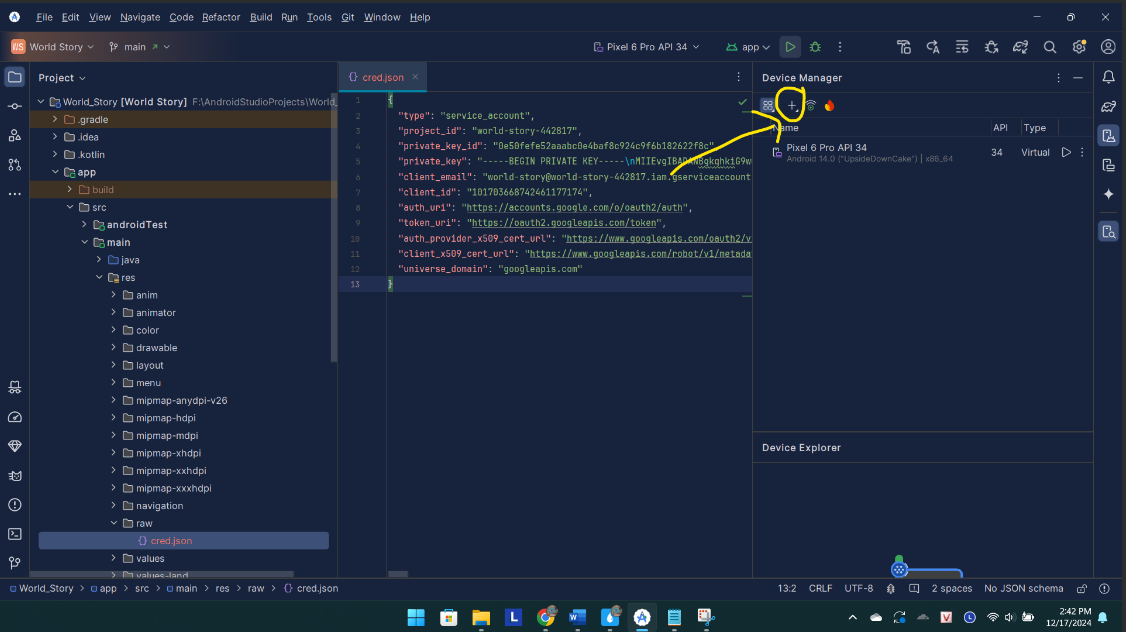 File Edit View Navigate Code Refactor Build Run Tools Git Window Help
WS World Story main Pixel 6 Pro API 34 app
Project
cred.json
Device Manager
World_Story [World Story] F:\AndroidStudioProjects\World_
.gradle
.idea
.kotlin
app
build
src
androidTest
main
java
res
anim
animator
color
drawable
layout
menu
mipmap-anydpi-v26
mipmap-hdpi
mipmap-mdpi
mipmap-xhdpi
mipmap-xxhdpi
mipmap-xxxhdpi
navigation
raw
cred.json
values
values-land
1 {
2 "type": "service_account",
3 "project_id": "world-story-442817",
4 "private_key_id": "0e50fefe52aaabc0e4baf8c924c9f6b182622f8c",
5 "private_key": "-----BEGIN PRIVATE KEY-----\nMIIEvgIBADANBgkqhkiG9w
6 "client_email": "world-story@world-story-442817.iam.gserviceaccount
7 "client_id": "101703668742461177174",
8 "auth_uri": "https://accounts.google.com/o/oauth2/auth",
9 "token_uri": "https://oauth2.googleapis.com/token",
10 "auth_provider_x509_cert_url": "https://www.googleapis.com/oauth2/v
11 "client_x509_cert_url": "https://www.googleapis.com/robot/v1/metada
12 "universe_domain": "googleapis.com"
13 }
Name API Type
Pixel 6 Pro API 34 34 Virtual
Android 14.0 ("UpsideDownCake") | x86_64
Device Explorer
World_Story > app > src > main > res > raw > cred.json
13:2 CRLF UTF-8 2 spaces No JSON schema
2:42 PM
12/17/2024